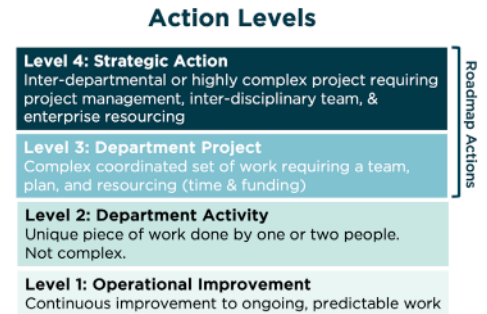 Action Levels
Level 4: Strategic Action
Inter-departmental or highly complex project requiring
project management, inter-disciplinary team, &
enterprise resourcing
Level 3: Department Project
Complex coordinated set of work requiring a team,
plan, and resourcing (time & funding)
Roadmap Actions
Level 2: Department Activity
Unique piece of work done by one or two people.
Not complex.
Level 1: Operational Improvement
Continuous improvement to ongoing, predictable work